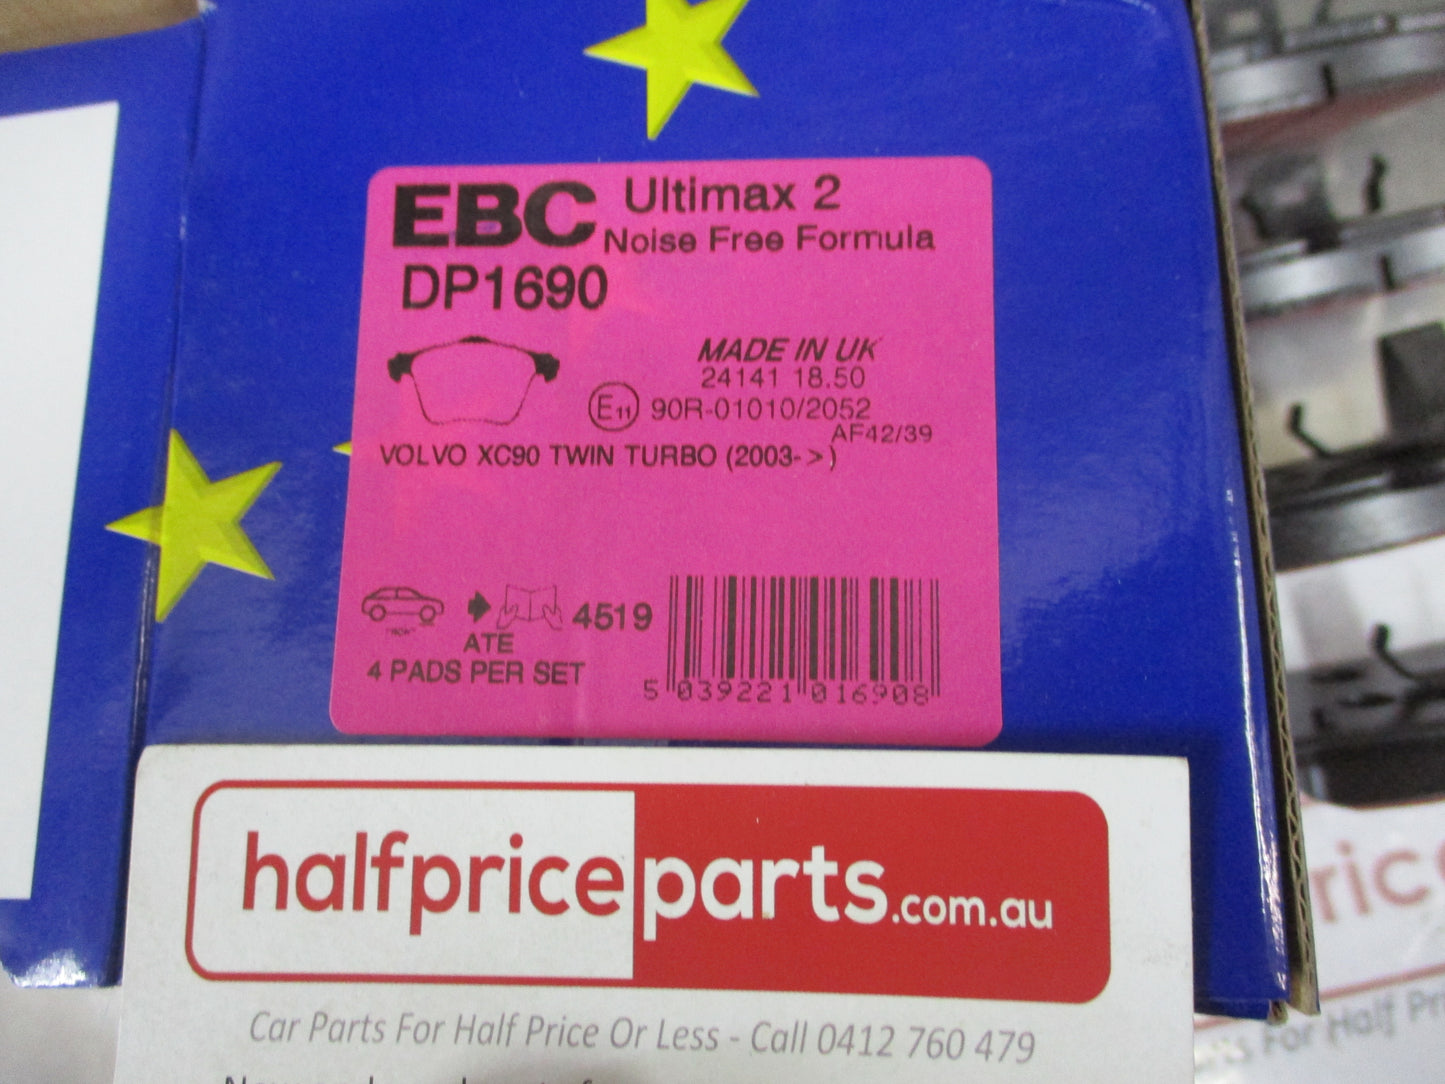 EBC Ultimax 2
Noise Free Formula
DP1690
MADE IN UK
24141 18.50
E11 90R-01010/2052
AF42/39
VOLVO XC90 TWIN TURBO (2003->)
4519
ATE
4 PADS PER SET
5 039221 016908
halfpriceparts.com.au
Car Parts For Half Price Or Less - Call 0412 760 479